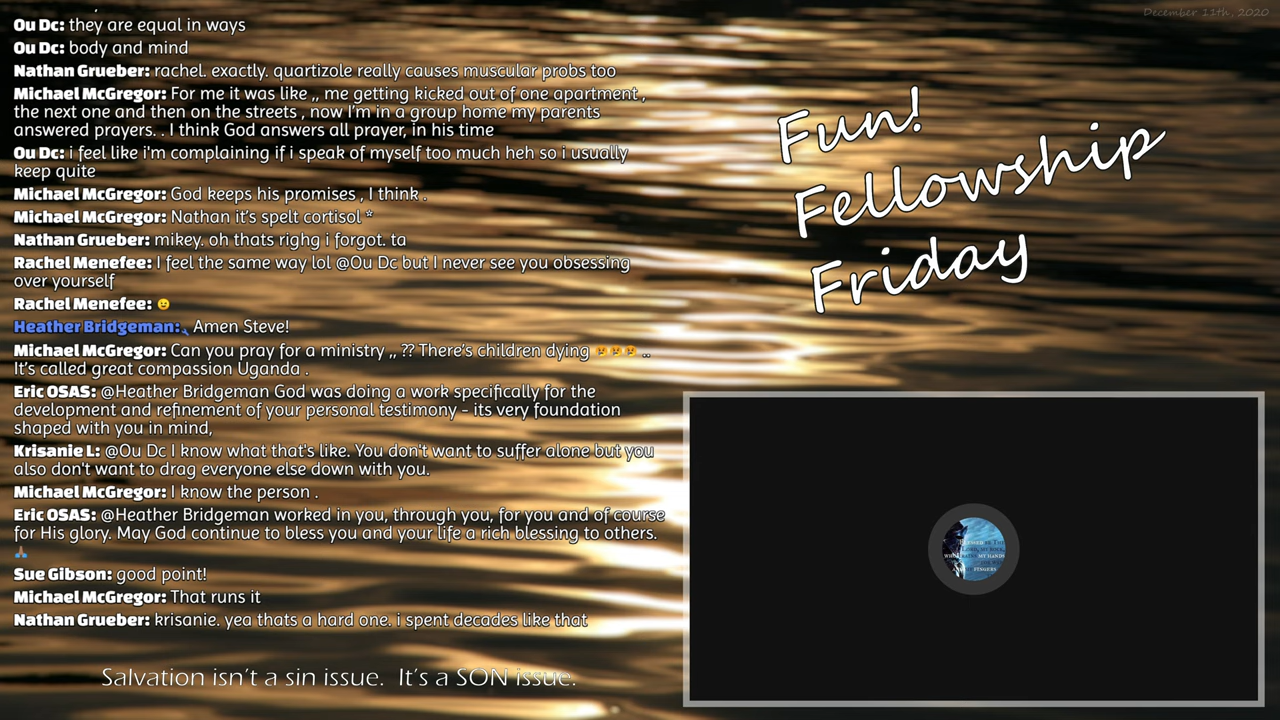 Ou Dc: they are equal in ways
Ou Dc: body and mind
Nathan Grueber: rachel. exactly. quartizole really causes muscular probs too
Michael McGregor: For me it was like ,, me getting kicked out of one apartment ,
the next one and then on the streets , now I'm in a group home my parents
answered prayers. . I think God answers all prayer, in his time
Ou Dc: i feel like i'm complaining if i speak of myself too much heh so i usually
keep quite
Michael McGregor: God keeps his promises , I think .
Michael McGregor: Nathan it's spelt cortisol *
Nathan Grueber: mikey. oh thats righg i forgot. ta
Rachel Menefee: I feel the same way lol @Ou Dc but I never see you obsessing
over yourself
Rachel Menefee: 😐
Heather Bridgeman: Amen Steve!
Michael McGregor: Can you pray for a ministry ,, ?? There's children dying 😢😢😢 ..
It's called great compassion Uganda .
Eric OSAS: @Heather Bridgeman God was doing a work specifically for the
development and refinement of your personal testimony - its very foundation
shaped with you in mind,
Krisanie L: @Ou Dc I know what that's like. You don't want to suffer alone but you
also don't want to drag everyone else down with you.
Michael McGregor: I know the person .
Eric OSAS: @Heather Bridgeman worked in you, through you, for you and of course
for His glory. May God continue to bless you and your life a rich blessing to others.
🙏
Sue Gibson: good point!
Michael McGregor: That runs it
Nathan Grueber: krisanie. yea thats a hard one. i spent decades like that
Salvation isn't a sin issue. It's a SON issue.
December 11th, 2020
Fun!
Fellowship
Friday
MY HANDS
FINGERS